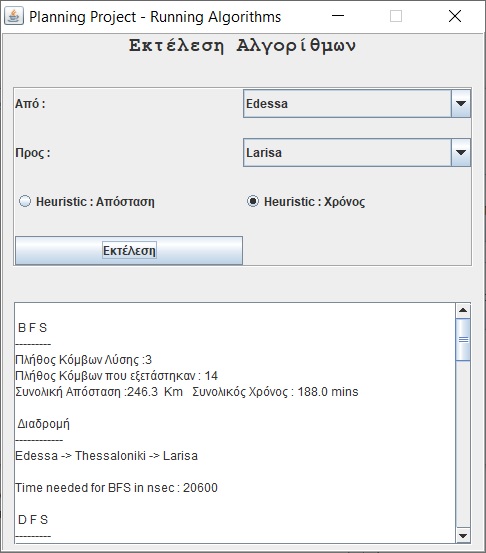 Planning Project - Running Algorithms
Εκτέλεση Αλγορίθμων
Από :
Edessa
Προς :
Larisa
Heuristic : Απόσταση
Heuristic : Χρόνος
Εκτέλεση
B F S
---------
Πλήθος Κόμβων Λύσης :3
Πλήθος Κόμβων που εξετάστηκαν : 14
Συνολική Απόσταση :246.3 Km Συνολικός Χρόνος : 188.0 mins
Διαδρομή
------------
Edessa -> Thessaloniki -> Larisa
Time needed for BFS in nsec : 20600
D F S
---------